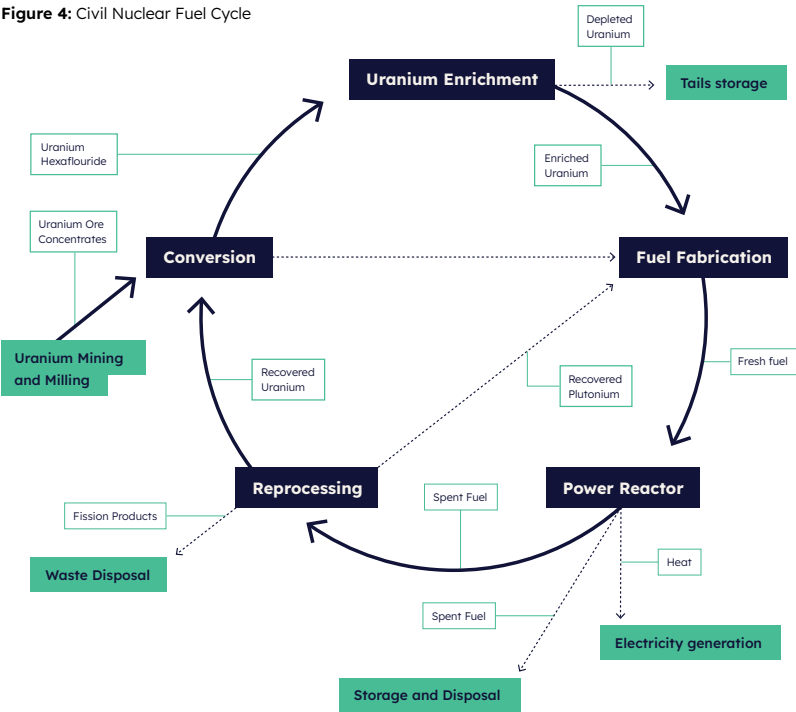 Figure 4: Civil Nuclear Fuel Cycle
Depleted
Uranium
Uranium Enrichment
Tails storage
Uranium
Hexaflouride
Enriched
Uranium
Uranium Ore
Concentrates
Conversion
Fuel Fabrication
Uranium Mining
and Milling
Recovered
Uranium
Recovered
Plutonium
Fresh fuel
Reprocessing
Power Reactor
Spent Fuel
Fission Products
Waste Disposal
Heat
Spent Fuel
Electricity generation
Storage and Disposal